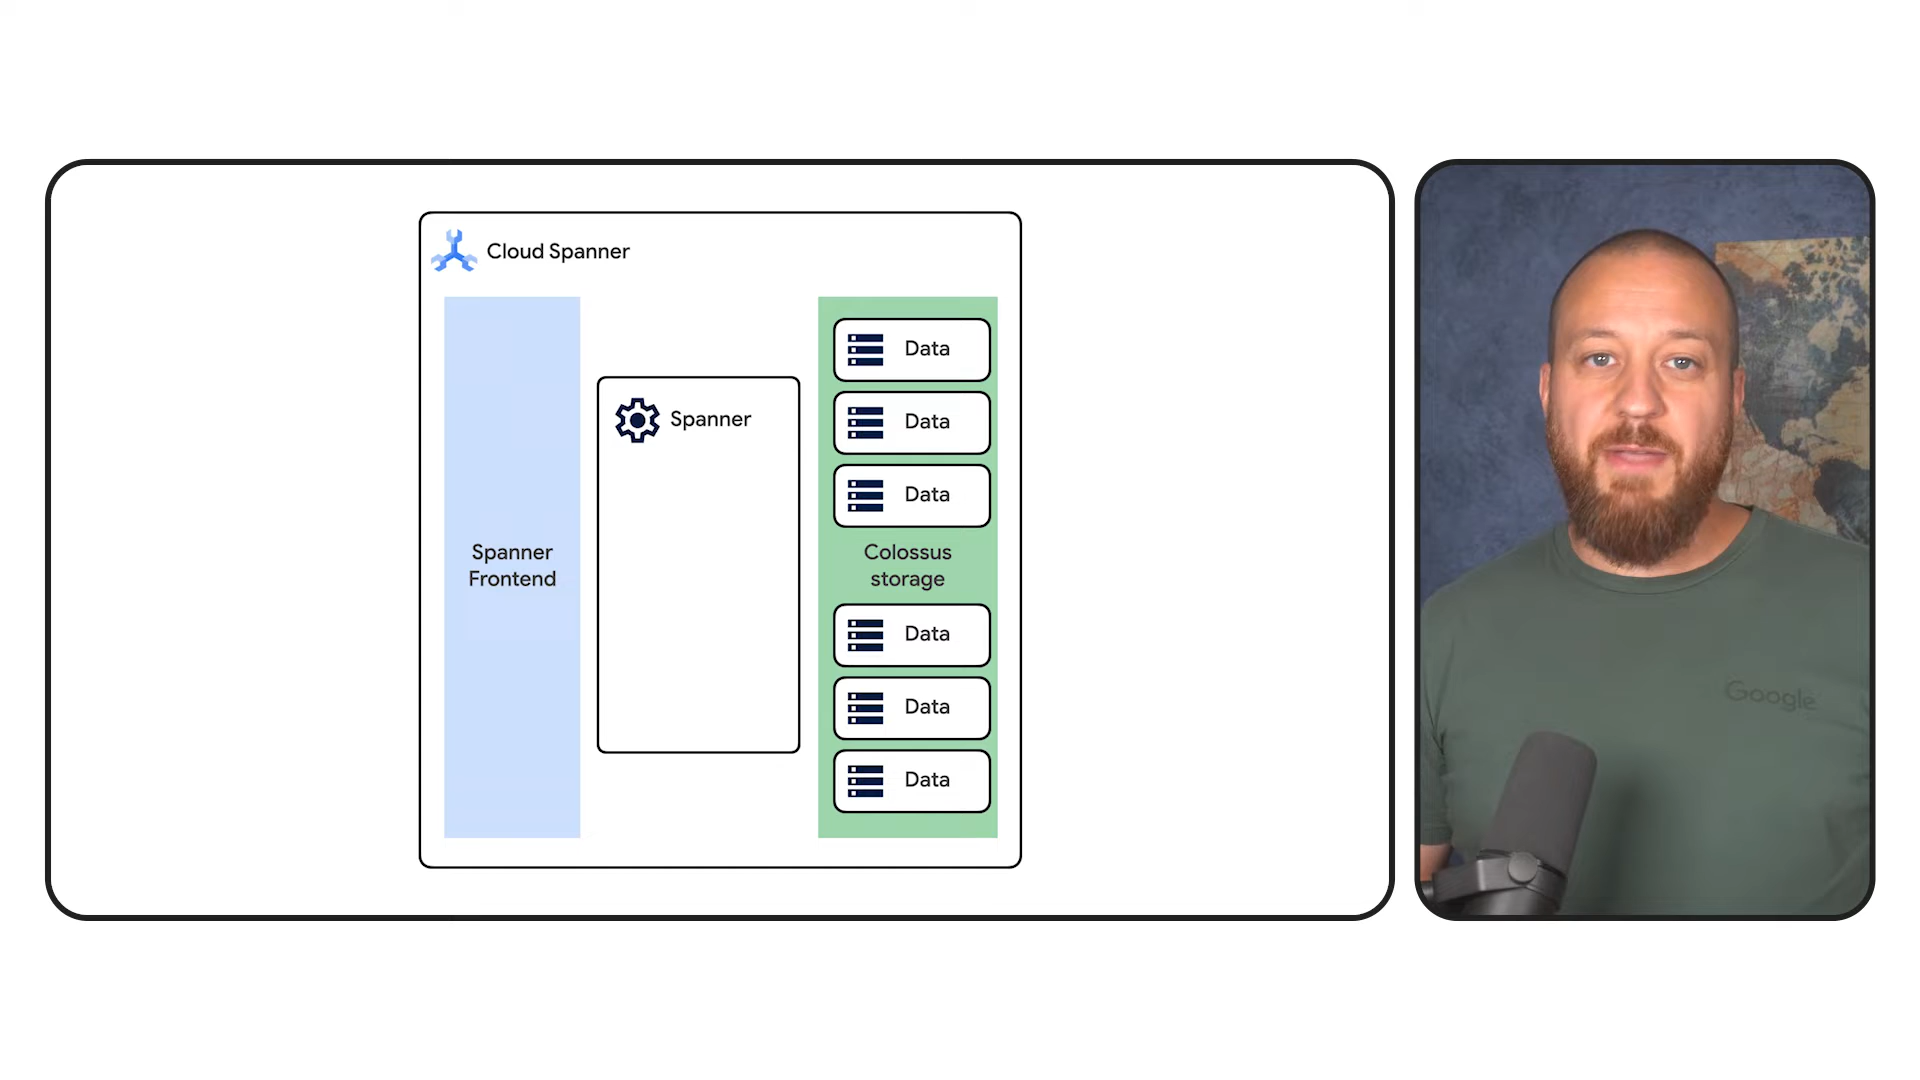 Cloud Spanner
Spanner
Frontend
Spanner
Data
Data
Data
Colossus
storage
Data
Data
Data
Google